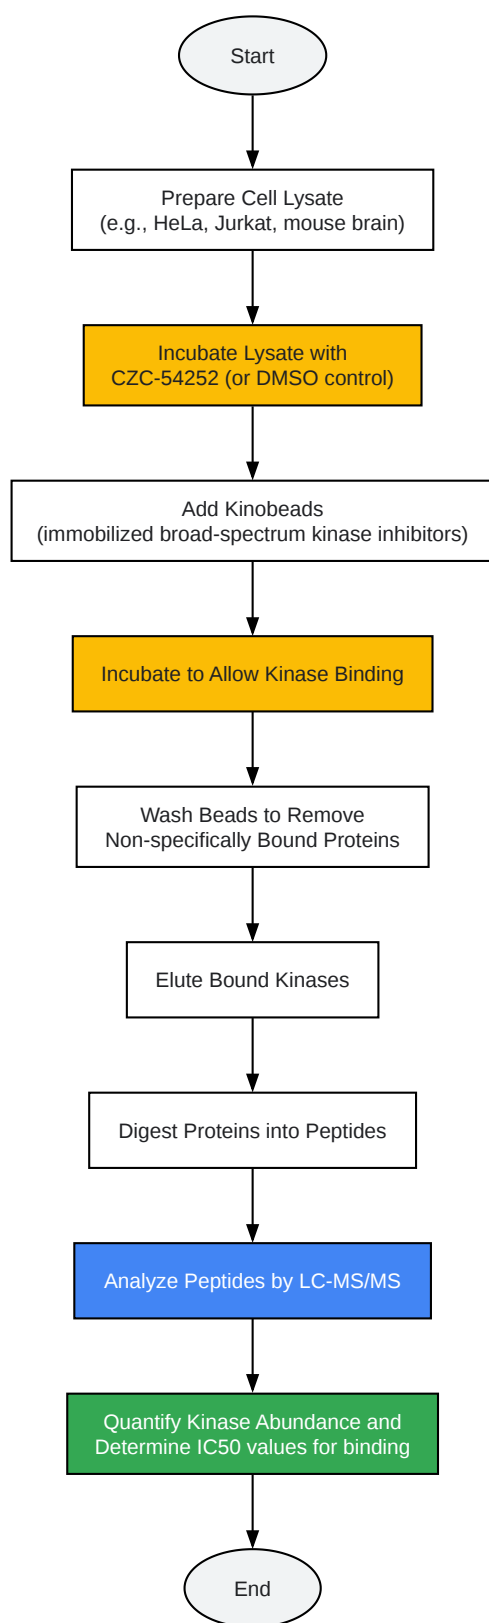 Start
Prepare Cell Lysate
(e.g., HeLa, Jurkat, mouse brain)
Incubate Lysate with
CZC-54252 (or DMSO control)
Add Kinobeads
(immobilized broad-spectrum kinase inhibitors)
Incubate to Allow Kinase Binding
Wash Beads to Remove
Non-specifically Bound Proteins
Elute Bound Kinases
Digest Proteins into Peptides
Analyze Peptides by LC-MS/MS
Quantify Kinase Abundance and
Determine IC50 values for binding
End